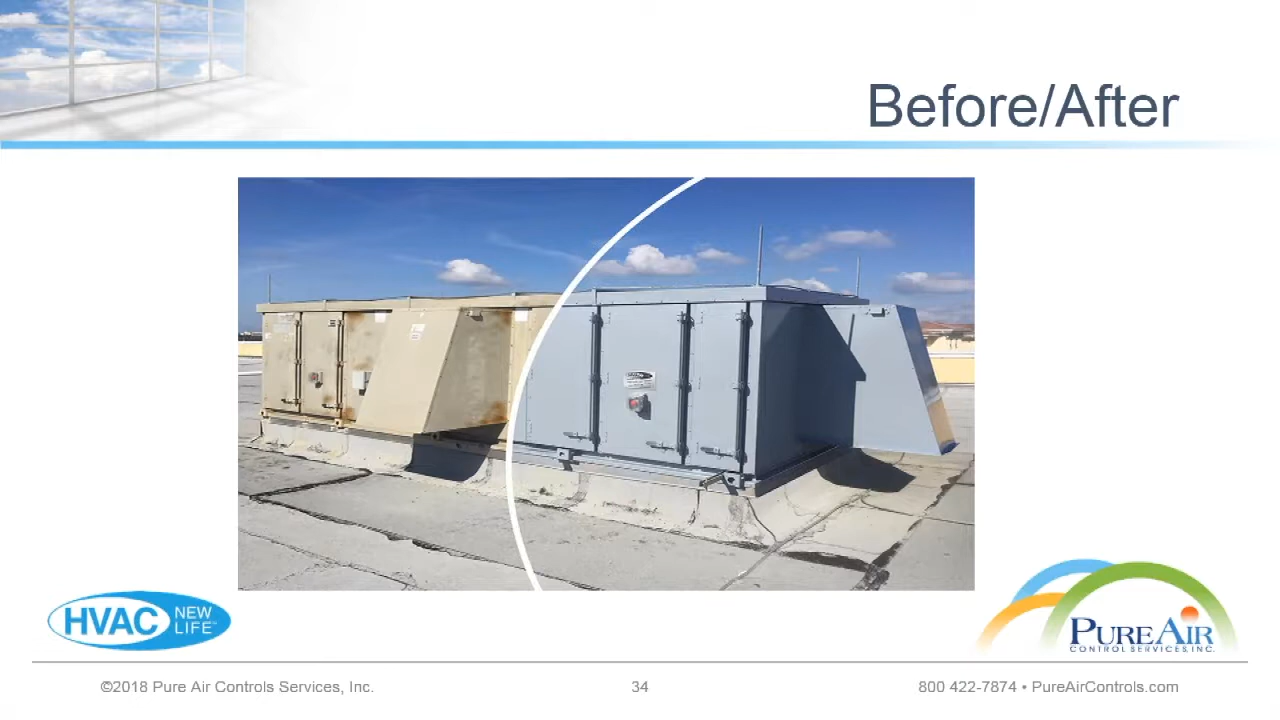 Before/After
HVAC NEW LIFE™
PURE AIR
CONTROL SERVICES, INC.
©2018 Pure Air Controls Services, Inc.
34
800 422-7874 • PureAirControls.com